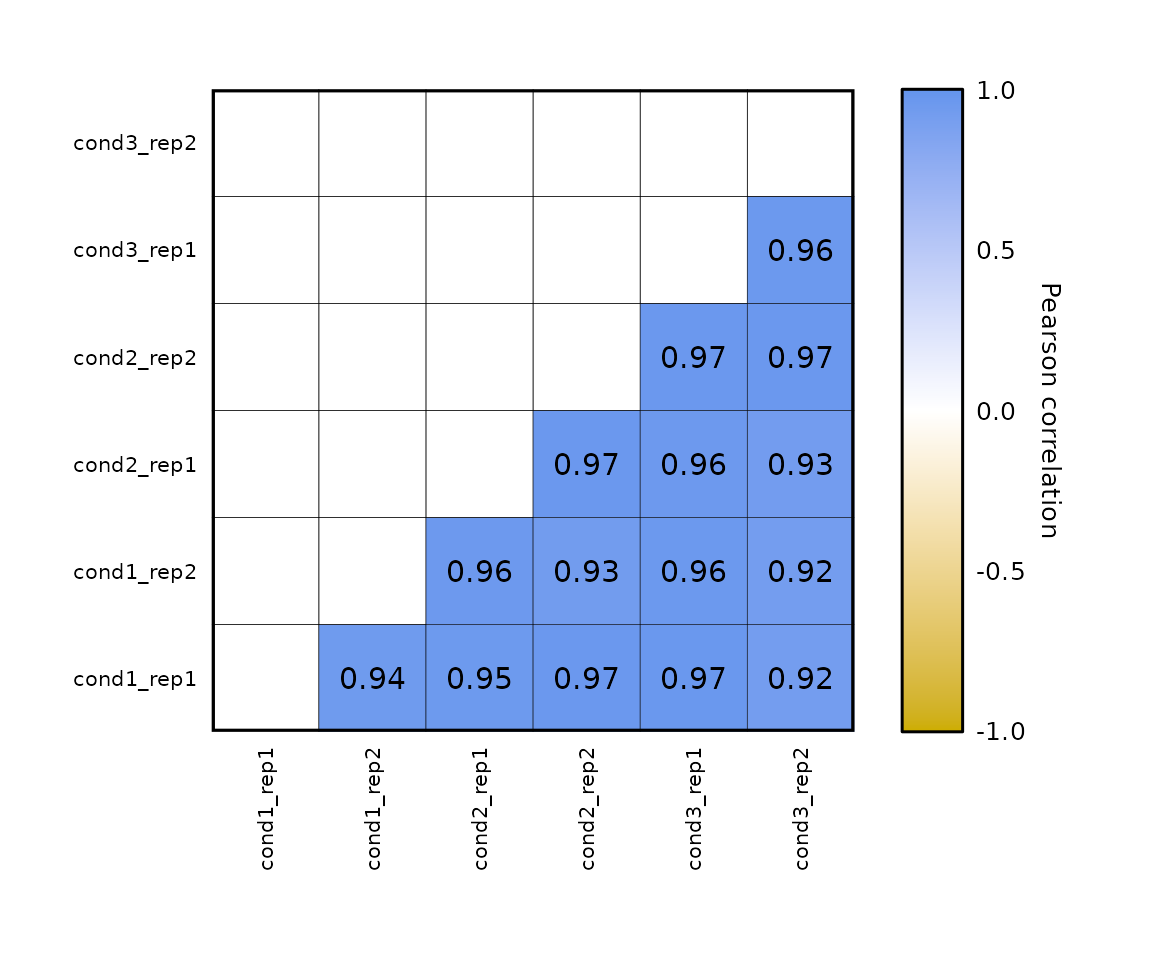 1.0
cond3_rep2
cond3_rep1 0.96 0.5
cond2_rep2 0.97 0.97
Pearson correlation
0.0
cond2_rep1 0.97 0.96 0.93
cond1_rep2 0.96 0.93 0.96 0.92 -0.5
cond1_rep1 0.94 0.95 0.97 0.97 0.92
-1.0
cond1_rep1
cond1_rep2
cond2_rep1
cond2_rep2
cond3_rep1
cond3_rep2